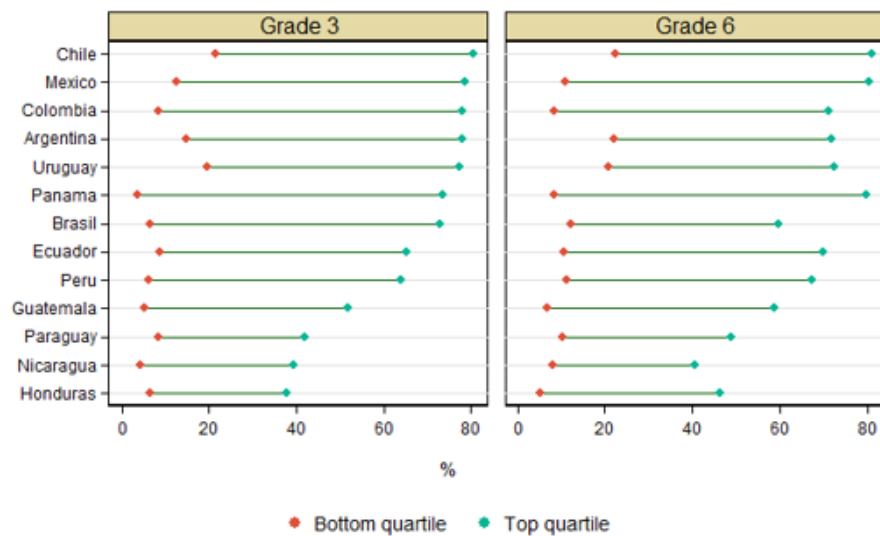 Grade 3 Grade 6
Chile
Mexico
Colombia
Argentina
Uruguay
Panama
Brasil
Ecuador
Peru
Guatemala
Paraguay
Nicaragua
Honduras
0 20 40 60 80 0 20 40 60 80
%
Bottom quartile Top quartile